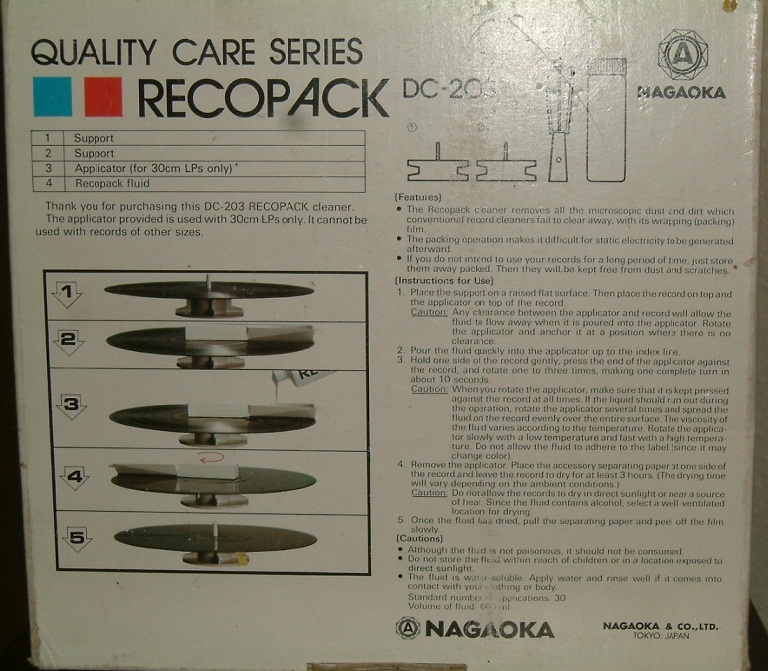 QUALITY CARE SERIES
RECOPACK DC-203
NAGAOKA
1 Support
2 Support
3 Applicator (for 30cm LPs only)*
4 Recopack fluid
Thank you for purchasing this DC-203 RECOPACK cleaner.
The applicator provided is used with 30cm LPs only. It cannot be
used with records of other sizes.
1
2
3
4
5
(Features)
• The Recopack cleaner removes all the microscopic dust and dirt which
conventional record cleaners fail to clear away, with its wrapping (packing)
film.
• The packing operation makes it difficult for static electricity to be generated
afterward.
• If you do not intend to use your records for a long period of time, just store
them away packed. Then they will be kept free from dust and scratches.
(Instructions for Use)
1. Place the support on a raised flat surface. Then place the record on top and
the applicator on top of the record.
Caution: Any clearance between the applicator and record will allow the
fluid to flow away when it is poured into the applicator. Rotate
the applicator and anchor it at a position where there is no
clearance.
2. Pour the fluid quickly into the applicator up to the index line.
3. Hold one side of the record gently, press the end of the applicator against
the record, and rotate one to three times, making one complete turn in
about 10 seconds.
Caution: When you rotate the applicator, make sure that it is kept pressed
against the record at all times. If the liquid should run out during
the operation, rotate the applicator several times and spread the
fluid on the record evenly over the entire surface. The viscosity of
the fluid varies according to the temperature. Rotate the applica-
tor slowly with a low temperature and fast with a high tempera-
ture. Do not allow the fluid to adhere to the label (since it may
change color).
4. Remove the applicator. Place the accessory separating paper at one side of
the record and leave the record to dry for at least 3 hours. (The drying time
will vary depending on the ambient conditions.)
Caution: Do not allow the records to dry in direct sunlight or near a source
of heat. Since the fluid contains alcohol, select a well-ventilated
location for drying.
5. Once the fluid has dried, pull the separating paper and peel off the film
slowly.
(Cautions)
• Although the fluid is not poisonous, it should not be consumed.
• Do not store the fluid within reach of children or in a location exposed to
direct sunlight.
• The fluid is water-soluble. Apply water and rinse well if it comes into
contact with your clothing or body.
Standard number applications: 30
Volume of fluid: ml
NAGAOKA
NAGAOKA & CO., LTD.
TOKYO, JAPAN